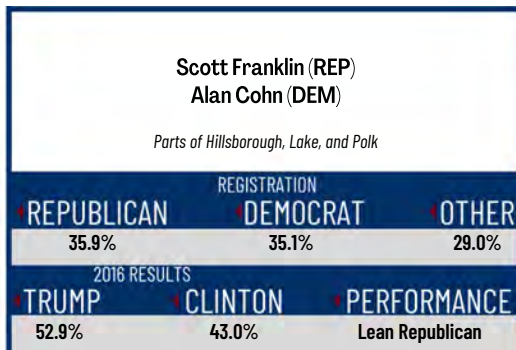 Scott Franklin (REP)
Alan Cohn (DEM)
Parts of Hillsborough, Lake, and Polk
REGISTRATION
REPUBLICAN DEMOCRAT OTHER
35.9% 35.1% 29.0%
2016 RESULTS
TRUMP CLINTON PERFORMANCE
52.9% 43.0% Lean Republican